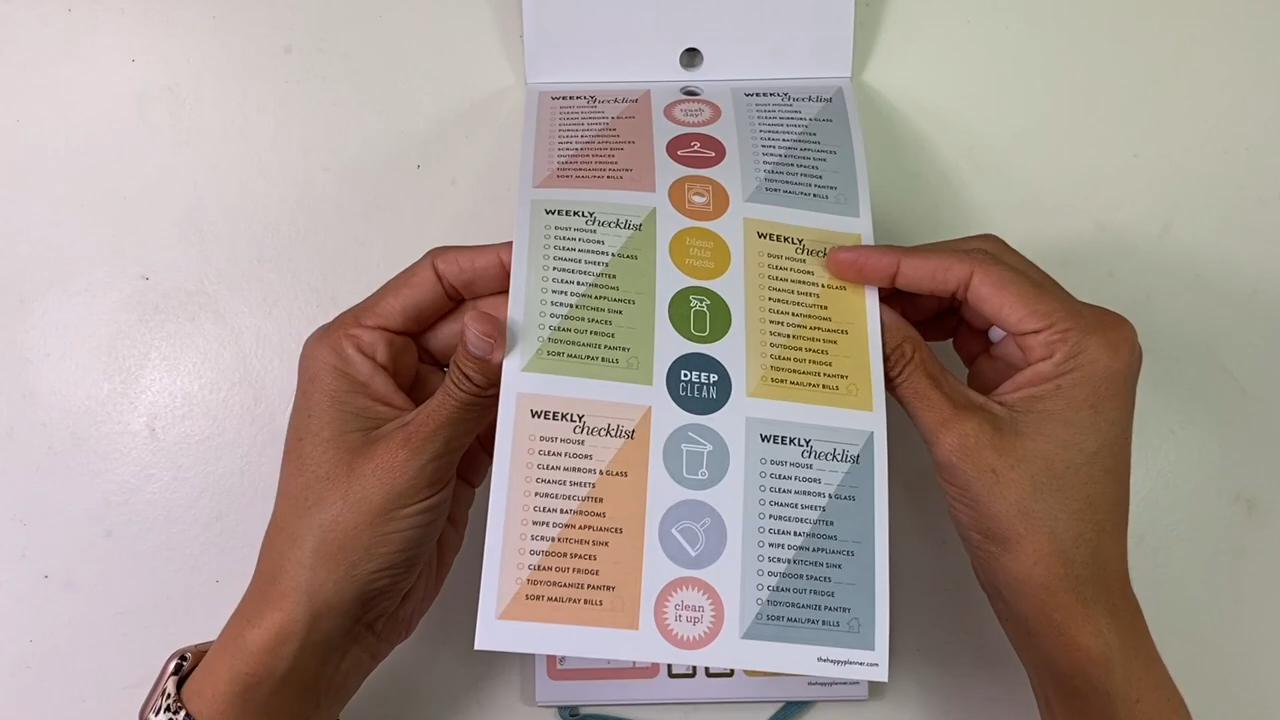 WEEKLY
checklist
DUST HOUSE
CLEAN FLOORS
CLEAN MIRRORS & GLASS
CHANGE SHEETS
PURGE/DECLUTTER
CLEAN BATHROOMS
WIPE DOWN APPLIANCES
SCRUB KITCHEN SINK
OUTDOOR SPACES
CLEAN OUT FRIDGE
TIDY/ORGANIZE PANTRY
SORT MAIL/PAY BILLS
WEEKLY
checklist
DUST HOUSE
CLEAN FLOORS
CLEAN MIRRORS & GLASS
CHANGE SHEETS
PURGE/DECLUTTER
CLEAN BATHROOMS
WIPE DOWN APPLIANCES
SCRUB KITCHEN SINK
OUTDOOR SPACES
CLEAN OUT FRIDGE
TIDY/ORGANIZE PANTRY
SORT MAIL/PAY BILLS
WEEKLY
checklist
DUST HOUSE
CLEAN FLOORS
CLEAN MIRRORS & GLASS
CHANGE SHEETS
PURGE/DECLUTTER
CLEAN BATHROOMS
WIPE DOWN APPLIANCES
SCRUB KITCHEN SINK
OUTDOOR SPACES
CLEAN OUT FRIDGE
TIDY/ORGANIZE PANTRY
SORT MAIL/PAY BILLS
trash
day!
bless
this
mess
DEEP
CLEAN
clean
it up!
WEEKLY
checklist
DUST HOUSE
CLEAN FLOORS
CLEAN MIRRORS & GLASS
CHANGE SHEETS
PURGE/DECLUTTER
CLEAN BATHROOMS
WIPE DOWN APPLIANCES
SCRUB KITCHEN SINK
OUTDOOR SPACES
CLEAN OUT FRIDGE
TIDY/ORGANIZE PANTRY
SORT MAIL/PAY BILLS
WEEKLY
DUST HOUSE
CLEAN FLOORS
CLEAN MIRRORS & GLASS
CHANGE SHEETS
PURGE/DECLUTTER
CLEAN BATHROOMS
WIPE DOWN APPLIANCES
SCRUB KITCHEN SINK
OUTDOOR SPACES
CLEAN OUT FRIDGE
TIDY/ORGANIZE PANTRY
SORT MAIL/PAY BILLS
WEEKLY
checklist
DUST HOUSE
CLEAN FLOORS
CLEAN MIRRORS & GLASS
CHANGE SHEETS
PURGE/DECLUTTER
CLEAN BATHROOMS
WIPE DOWN APPLIANCES
SCRUB KITCHEN SINK
OUTDOOR SPACES
CLEAN OUT FRIDGE
TIDY/ORGANIZE PANTRY
SORT MAIL/PAY BILLS
thehappyplanner.com
thehappyplanner.com